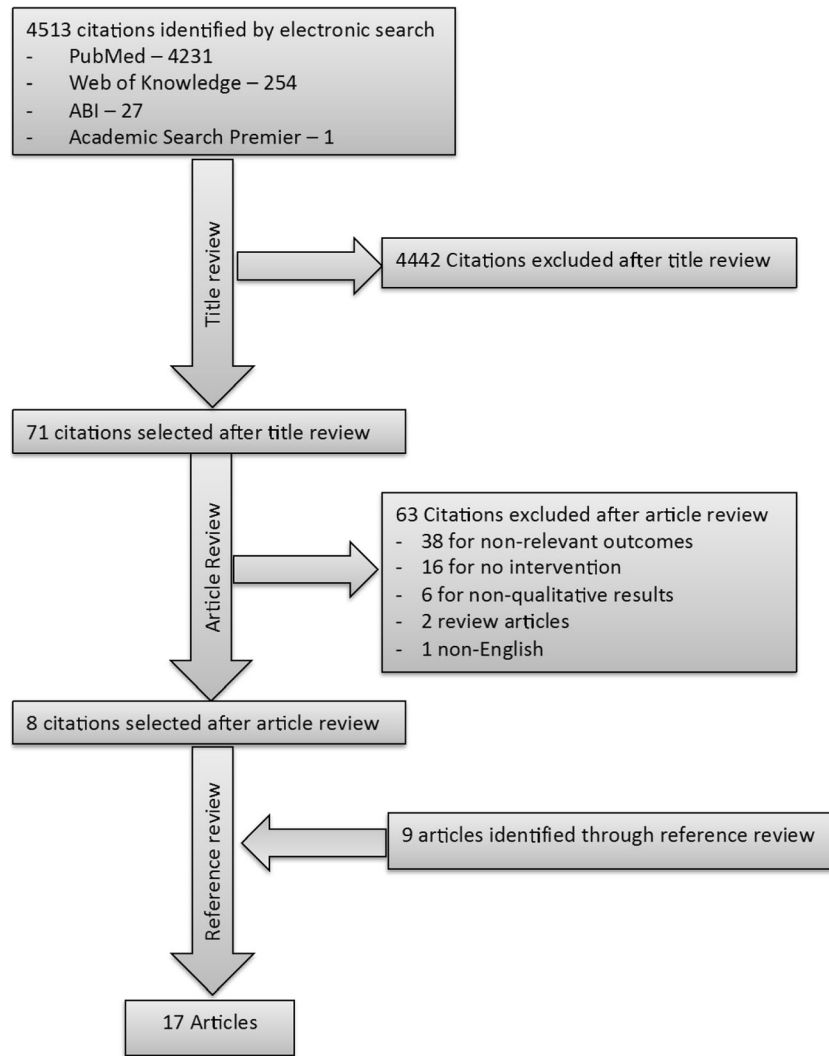 4513 citations identified by electronic search
- PubMed – 4231
- Web of Knowledge – 254
- ABI – 27
- Academic Search Premier – 1
Title review
4442 Citations excluded after title review
71 citations selected after title review
Article Review
63 Citations excluded after article review
- 38 for non-relevant outcomes
- 16 for no intervention
- 6 for non-qualitative results
- 2 review articles
- 1 non-English
8 citations selected after article review
Reference review
9 articles identified through reference review
17 Articles